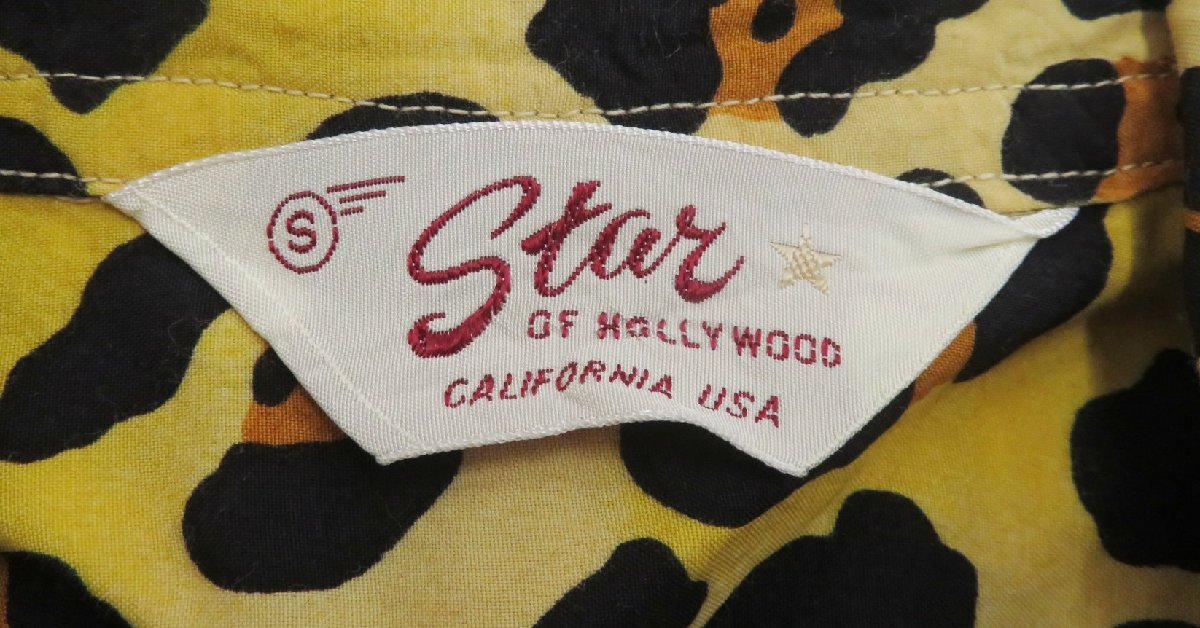 S
Star
OF HOLLYWOOD
CALIFORNIA USA